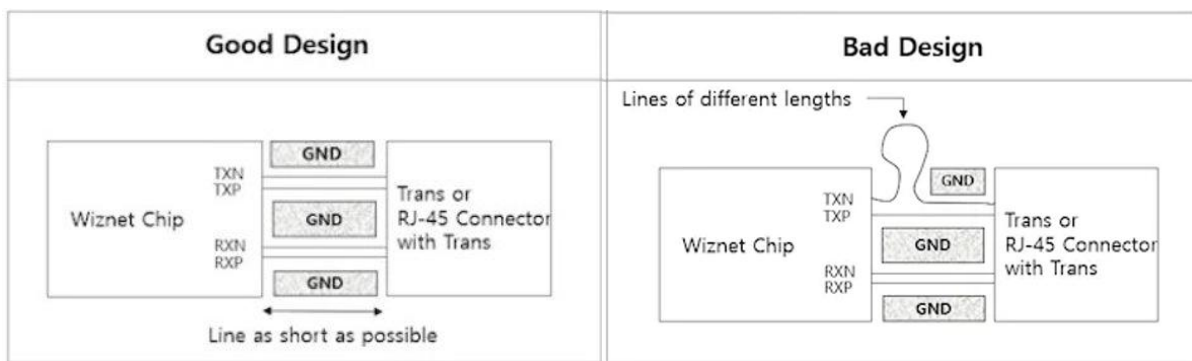 Good Design
GND
TXN
TXP
Wiznet Chip
GND
Trans or
RJ-45 Connector
with Trans
RXN
RXP
GND
Line as short as possible
Bad Design
Lines of different lengths
GND
TXN
TXP
Wiznet Chip
GND
Trans or
RJ-45 Connector
with Trans
RXN
RXP
GND